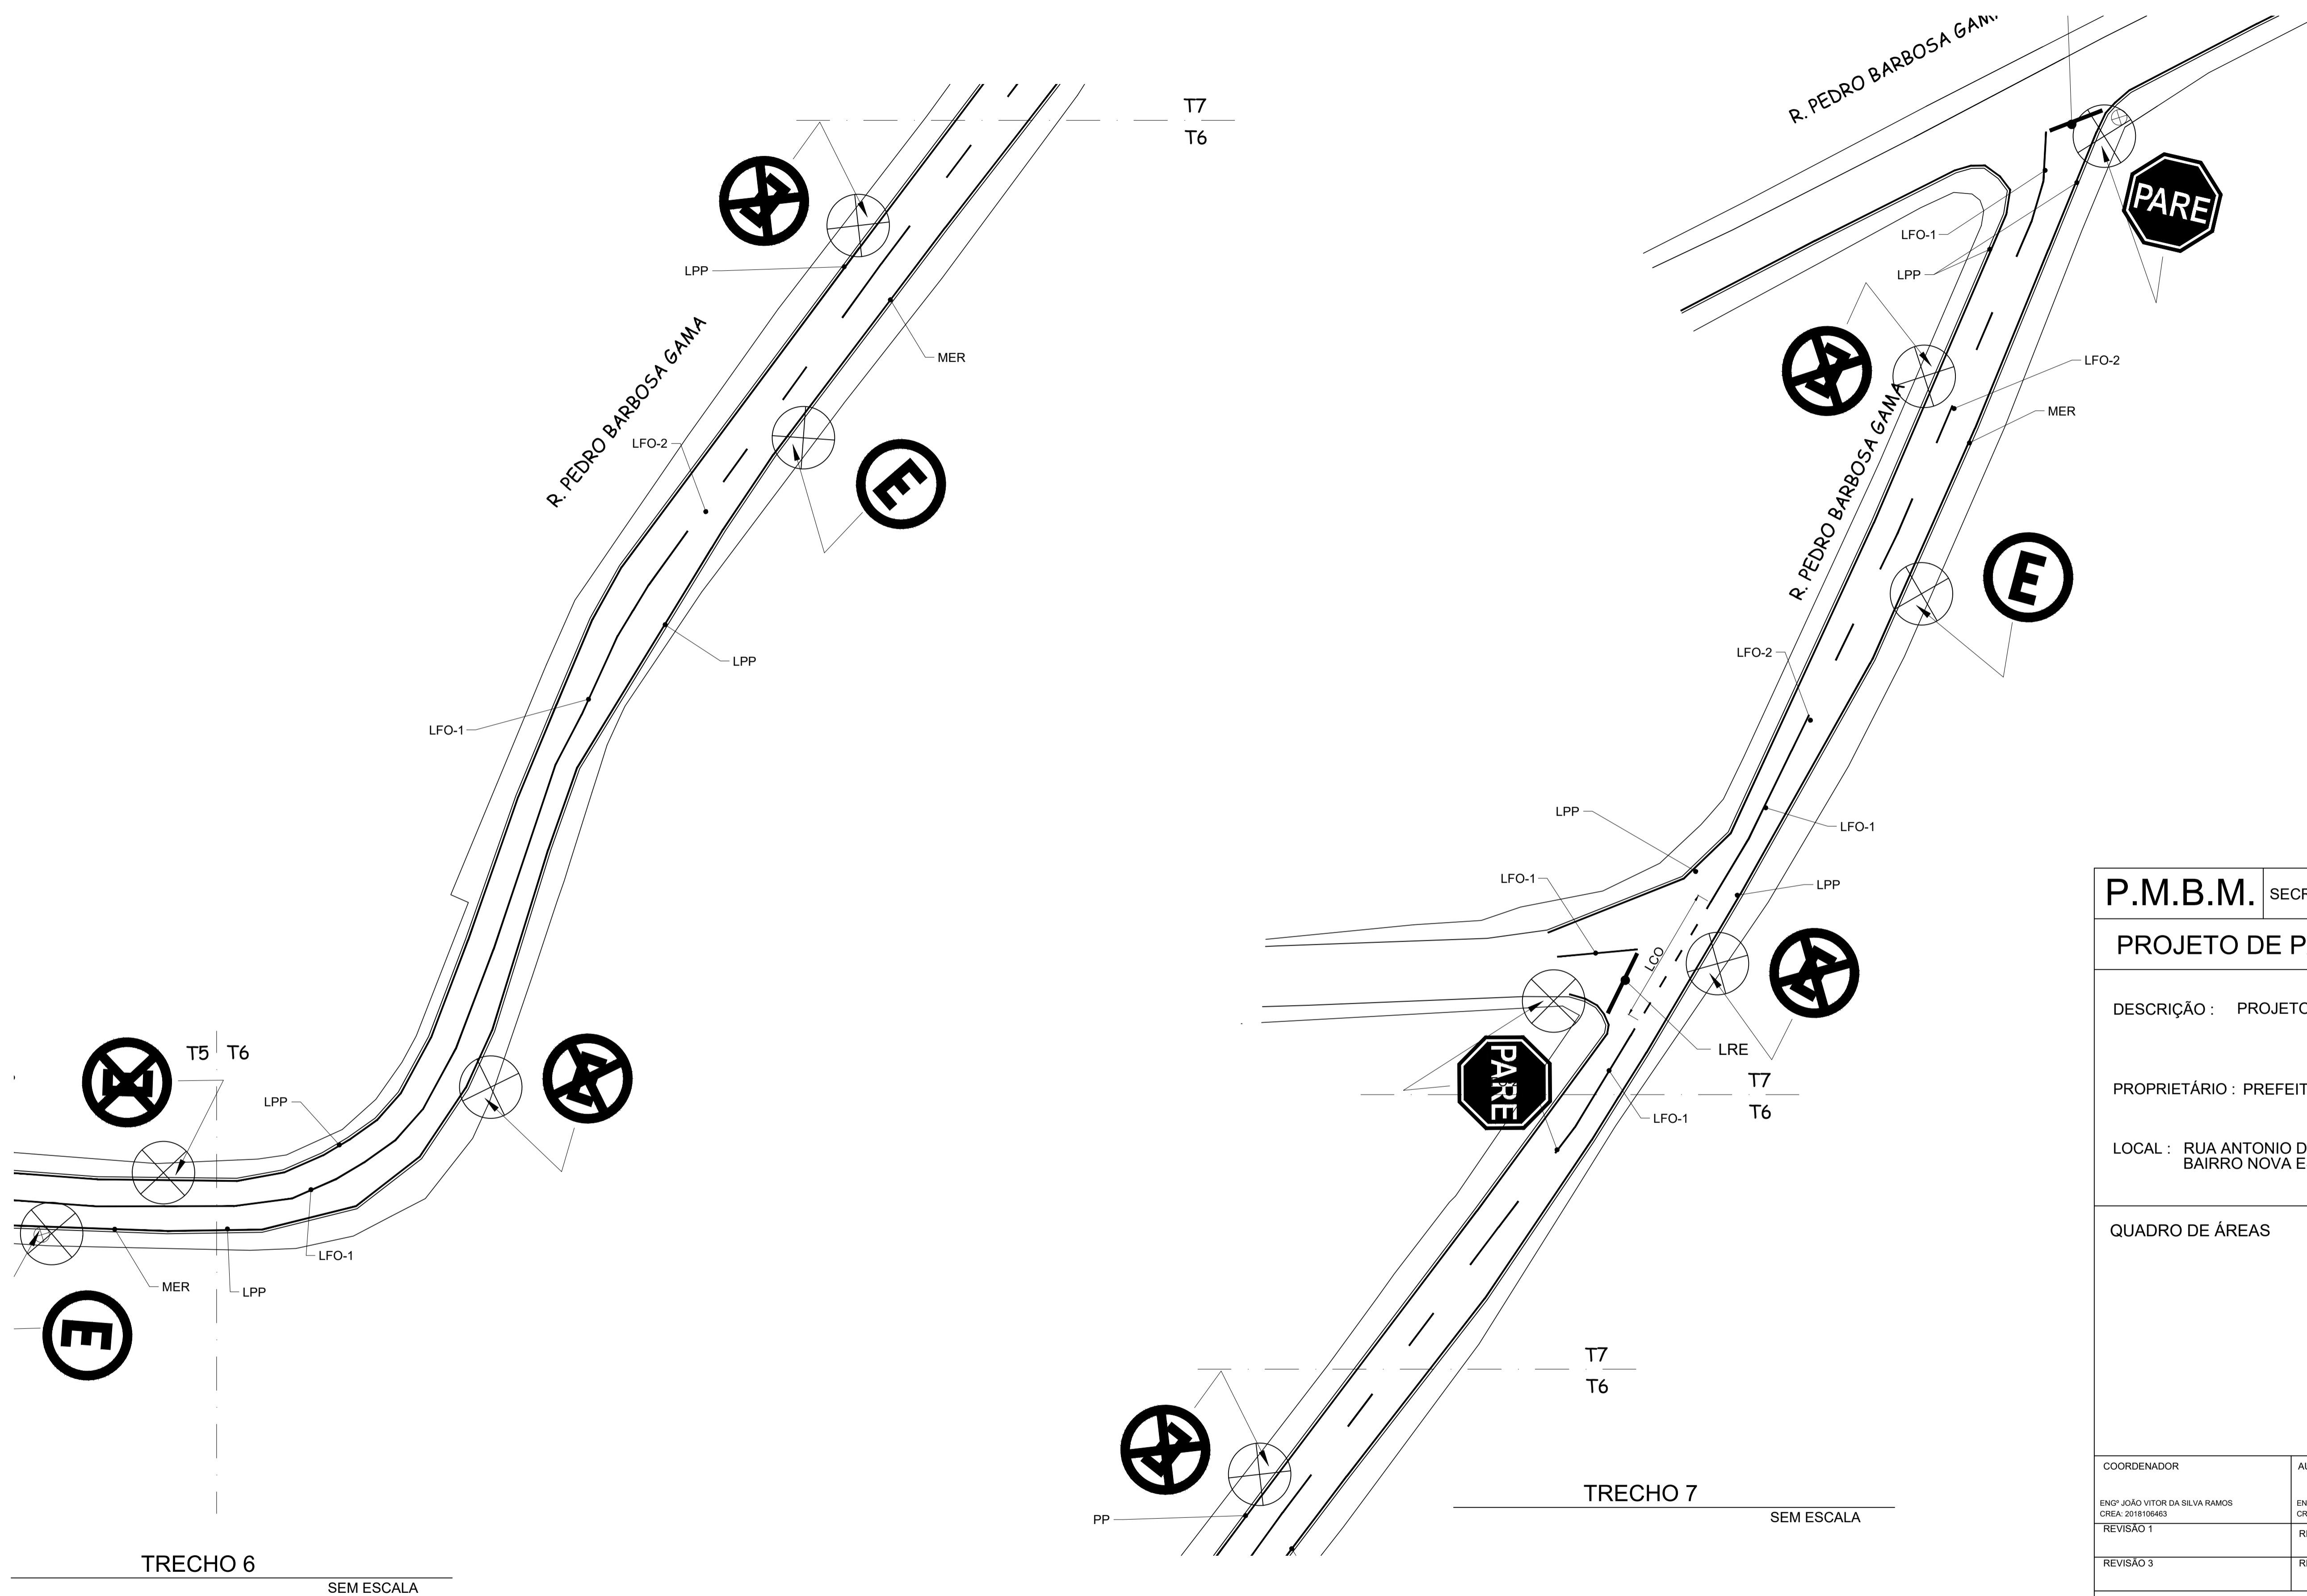 T7
T6
LPP
MER
R. PEDRO BARBOSA GAMA
LFO-2
E
LPP
LFO-1
T5 T6
LPP
LFO-1
MER
LPP
E
TRECHO 6
SEM ESCALA
R. PEDRO BARBOSA GAMA
PARE
LFO-1
LPP
LFO-2
MER
R. PEDRO BARBOSA GAMA
E
LFO-2
LPP
LFO-1
LFO-1
LPP
LCO
LRE
PARE
T7
T6
LFO-1
T7
T6
PP
TRECHO 7
SEM ESCALA
P.M.B.M.
SECR
PROJETO DE P
DESCRIÇÃO : PROJETO
PROPRIETÁRIO : PREFEIT
LOCAL : RUA ANTONIO D
BAIRRO NOVA E
QUADRO DE ÁREAS
COORDENADOR
ENGº JOÃO VITOR DA SILVA RAMOS
CREA: 2018106463
REVISÃO 1
REVISÃO 3